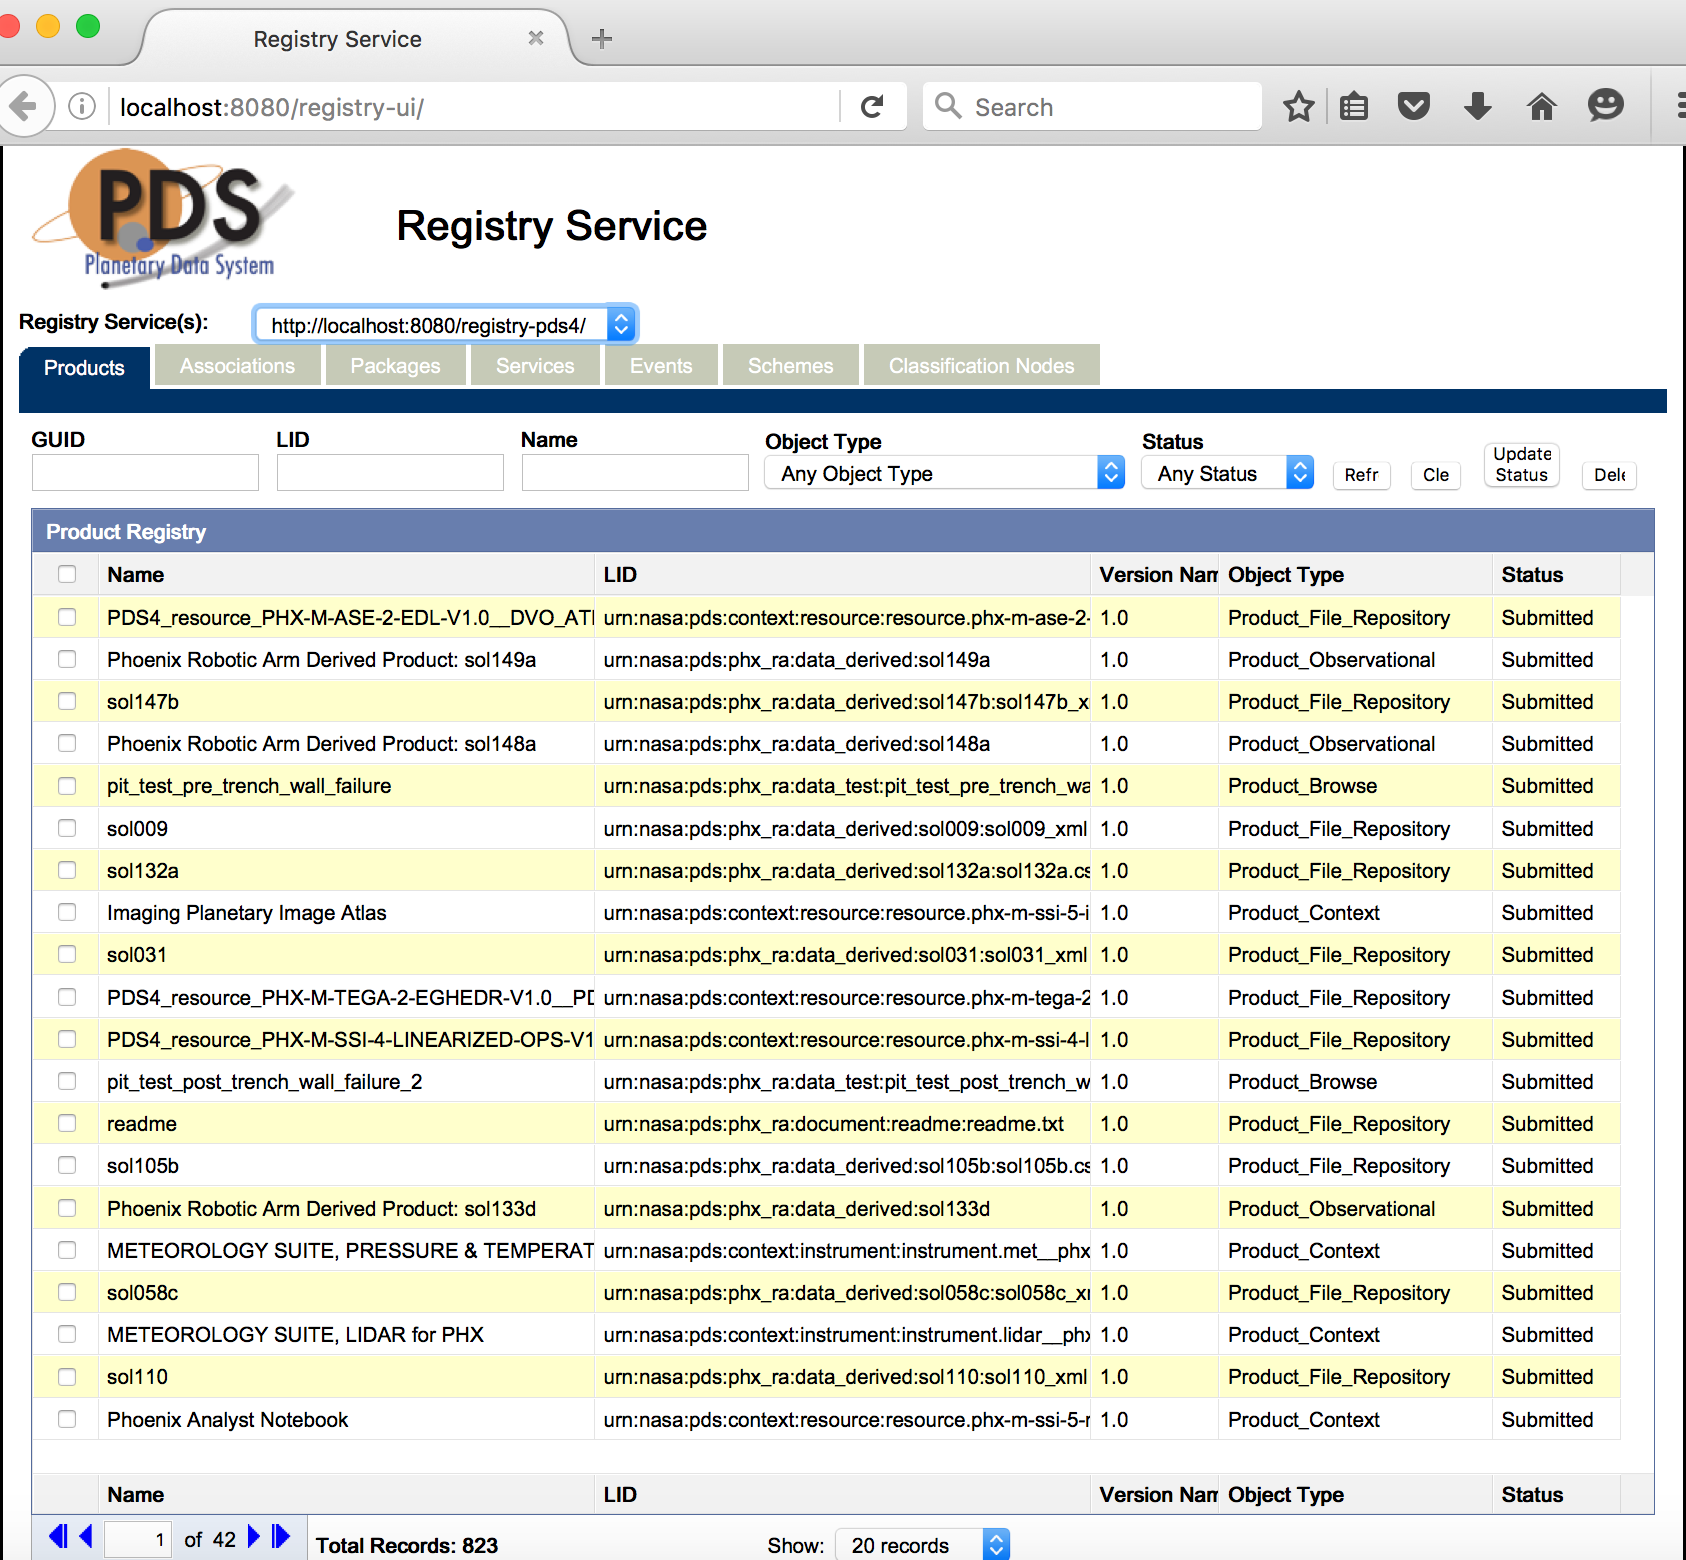 Registry Service
localhost:8080/registry-ui/
Search
PDS
Planetary Data System
Registry Service
Registry Service(s): http://localhost:8080/registry-pds4/
Products Associations Packages Services Events Schemes Classification Nodes
GUID LID Name Object Type Status
Any Object Type Any Status Refr Cle Update Status Dele
Product Registry
Name LID Version Nam Object Type Status
PDS4_resource_PHX-M-ASE-2-EDL-V1.0__DVO_ATI urn:nasa:pds:context:resource:resource.phx-m-ase-2- 1.0 Product_File_Repository Submitted
Phoenix Robotic Arm Derived Product: sol149a urn:nasa:pds:phx_ra:data_derived:sol149a 1.0 Product_Observational Submitted
sol147b urn:nasa:pds:phx_ra:data_derived:sol147b:sol147b_x 1.0 Product_File_Repository Submitted
Phoenix Robotic Arm Derived Product: sol148a urn:nasa:pds:phx_ra:data_derived:sol148a 1.0 Product_Observational Submitted
pit_test_pre_trench_wall_failure urn:nasa:pds:phx_ra:data_test:pit_test_pre_trench_wa 1.0 Product_Browse Submitted
sol009 urn:nasa:pds:phx_ra:data_derived:sol009:sol009_xml 1.0 Product_File_Repository Submitted
sol132a urn:nasa:pds:phx_ra:data_derived:sol132a:sol132a.cs 1.0 Product_File_Repository Submitted
Imaging Planetary Image Atlas urn:nasa:pds:context:resource:resource.phx-m-ssi-5-i 1.0 Product_Context Submitted
sol031 urn:nasa:pds:phx_ra:data_derived:sol031:sol031_xml 1.0 Product_File_Repository Submitted
PDS4_resource_PHX-M-TEGA-2-EGHEDR-V1.0__PD urn:nasa:pds:context:resource:resource.phx-m-tega-2 1.0 Product_File_Repository Submitted
PDS4_resource_PHX-M-SSI-4-LINEARIZED-OPS-V1 urn:nasa:pds:context:resource:resource.phx-m-ssi-4-l 1.0 Product_File_Repository Submitted
pit_test_post_trench_wall_failure_2 urn:nasa:pds:phx_ra:data_test:pit_test_post_trench_w 1.0 Product_Browse Submitted
readme urn:nasa:pds:phx_ra:document:readme:readme.txt 1.0 Product_File_Repository Submitted
sol105b urn:nasa:pds:phx_ra:data_derived:sol105b:sol105b.cs 1.0 Product_File_Repository Submitted
Phoenix Robotic Arm Derived Product: sol133d urn:nasa:pds:phx_ra:data_derived:sol133d 1.0 Product_Observational Submitted
METEOROLOGY SUITE, PRESSURE & TEMPERAT urn:nasa:pds:context:instrument:instrument.met__phx 1.0 Product_Context Submitted
sol058c urn:nasa:pds:phx_ra:data_derived:sol058c:sol058c_xı 1.0 Product_File_Repository Submitted
METEOROLOGY SUITE, LIDAR for PHX urn:nasa:pds:context:instrument:instrument.lidar__phx 1.0 Product_Context Submitted
sol110 urn:nasa:pds:phx_ra:data_derived:sol110:sol110_xml 1.0 Product_File_Repository Submitted
Phoenix Analyst Notebook urn:nasa:pds:context:resource:resource.phx-m-ssi-5-r 1.0 Product_Context Submitted
Name LID Version Nam Object Type Status
1 of 42 Total Records: 823 Show: 20 records